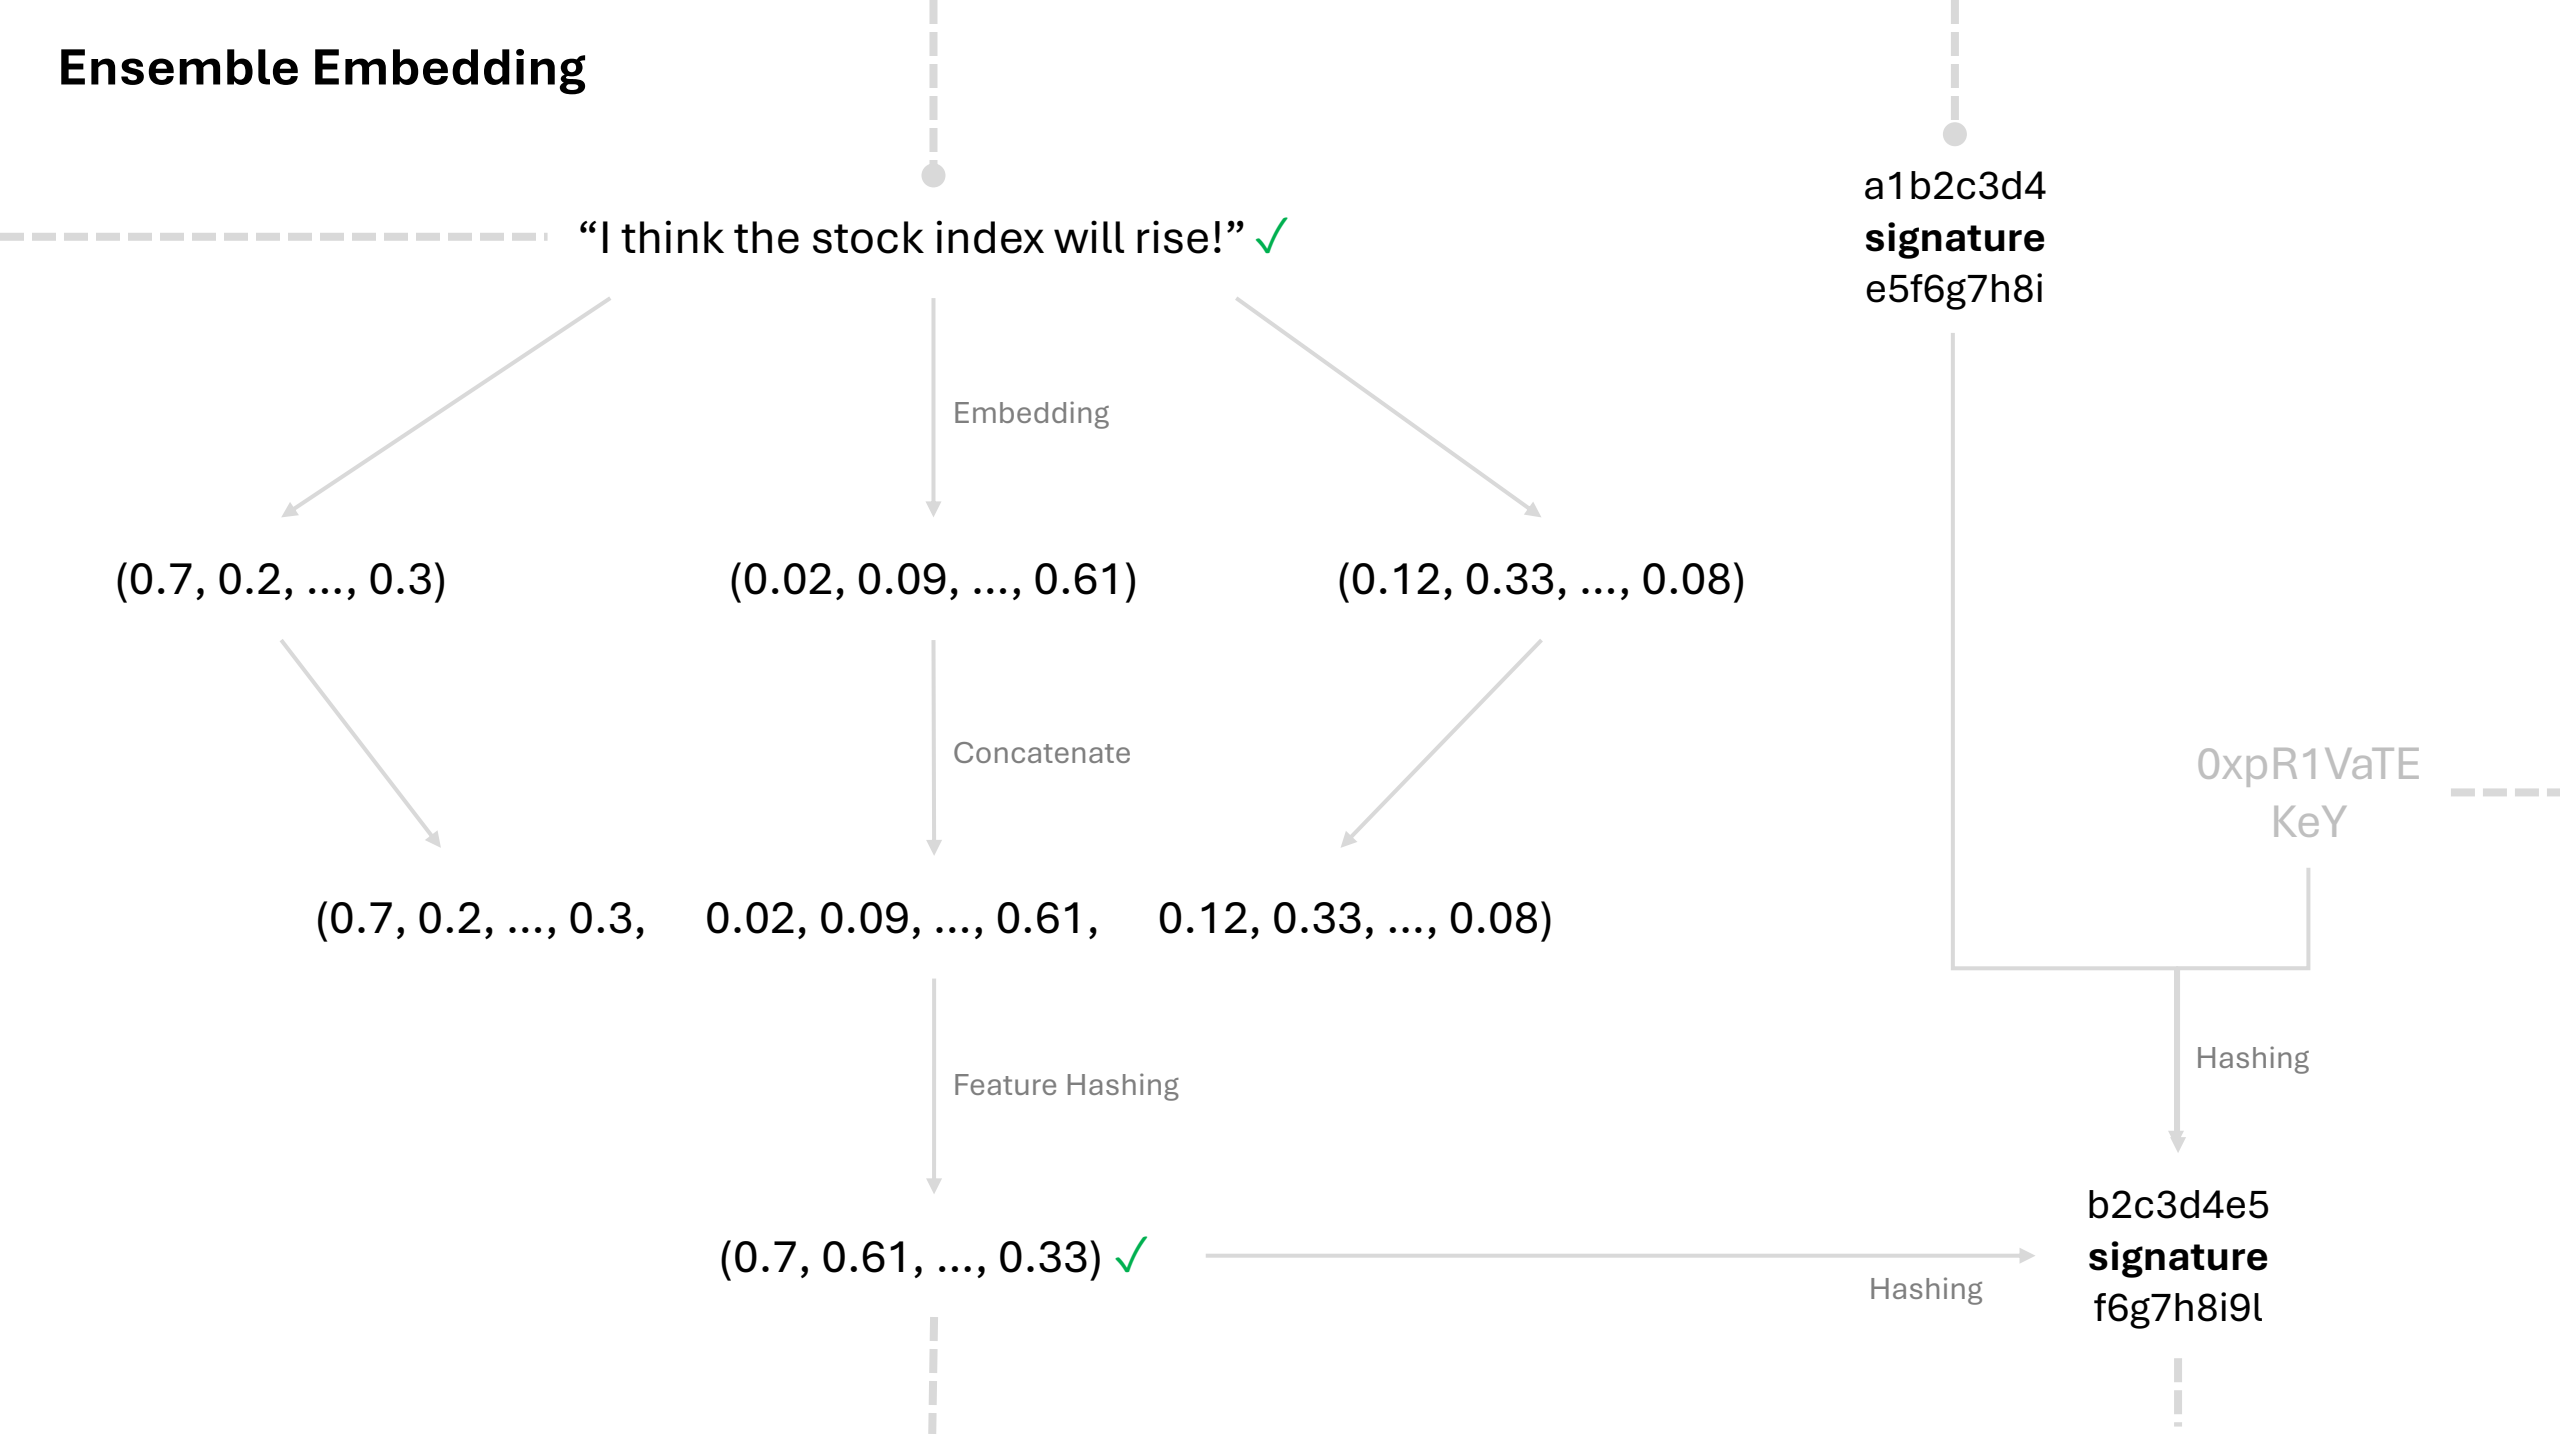 Ensemble Embedding
“I think the stock index will rise!” ✓
a1b2c3d4
signature
e5f6g7h8i
Embedding
(0.7, 0.2, ..., 0.3)
(0.02, 0.09, ..., 0.61)
(0.12, 0.33, ..., 0.08)
Concatenate
0xpR1VaTE
KeY
(0.7, 0.2, ..., 0.3, 0.02, 0.09, ..., 0.61, 0.12, 0.33, ..., 0.08)
Feature Hashing
Hashing
(0.7, 0.61, ..., 0.33) ✓
Hashing
b2c3d4e5
signature
f6g7h8i9l